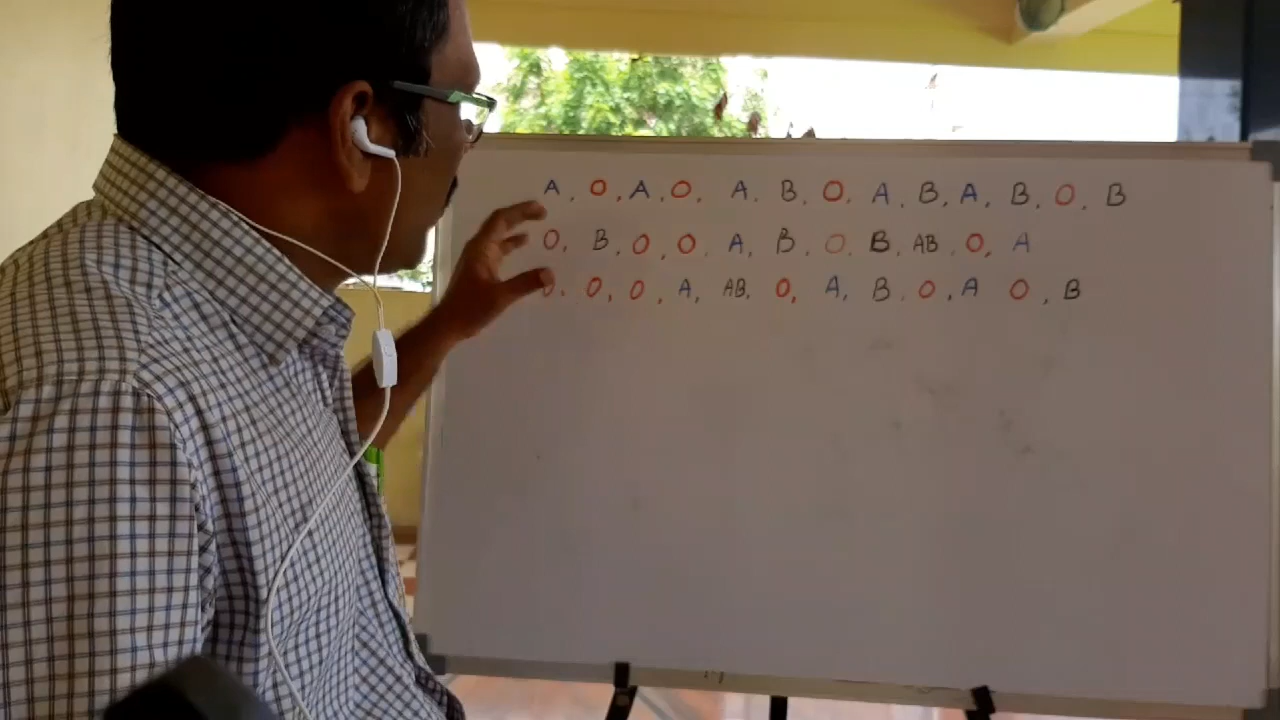 A, O, A, O, A, B, O, A, B, A, B, O, B
O, B, O, O, A, B, O, B, AB, O, A
O, O, O, A, AB, O, A, B, O, A O, B